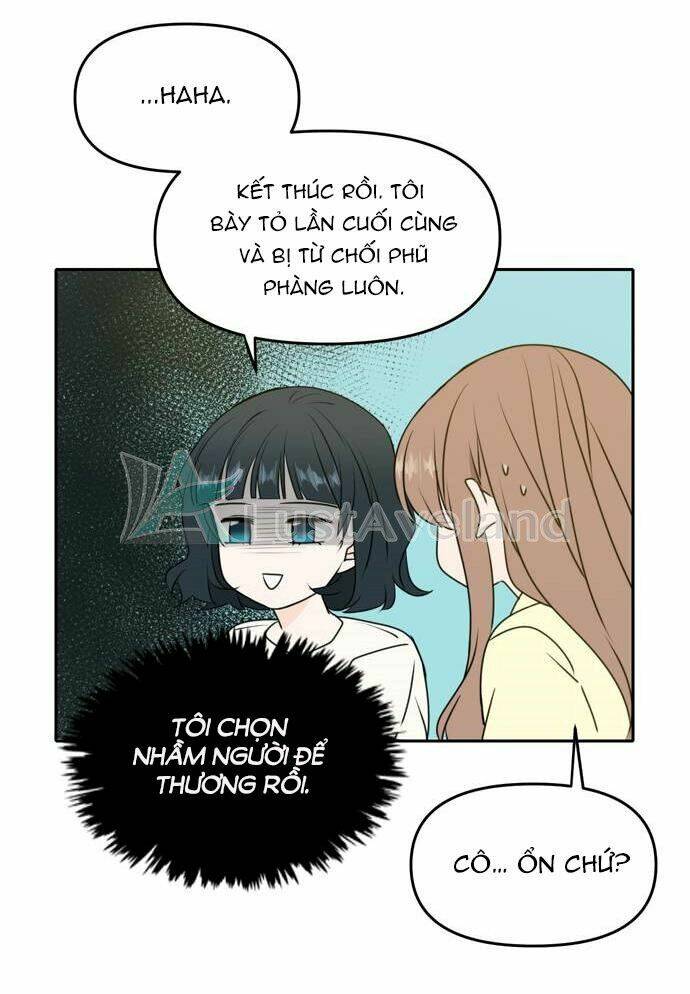 ...HAHA.
KẾT THÚC RỒI. TÔI
BÀY TỎ LẦN CUỐI CÙNG
VÀ BỊ TỪ CHỐI PHŨ
PHÀNG LUÔN.
LustAveland
TÔI CHỌN
NHẦM NGƯỜI ĐỂ
THƯƠNG RỒI.
CÔ... ỔN CHỨ?